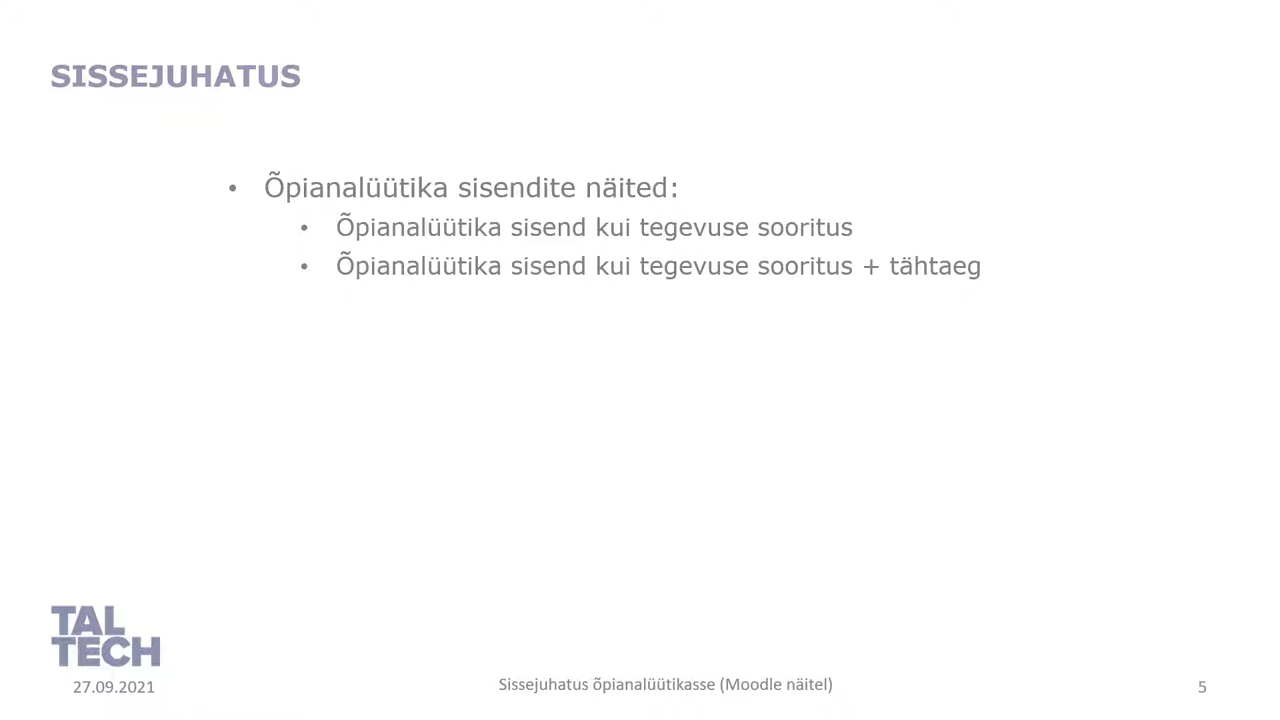 SISSEJUHATUS
• Õpianalüütika sisendite näited:
• Õpianalüütika sisend kui tegevuse sooritus
• Õpianalüütika sisend kui tegevuse sooritus + tähtaeg
TAL
TECH
27.09.2021
Sissejuhatus õpianalüütikasse (Moodle näitel)
5